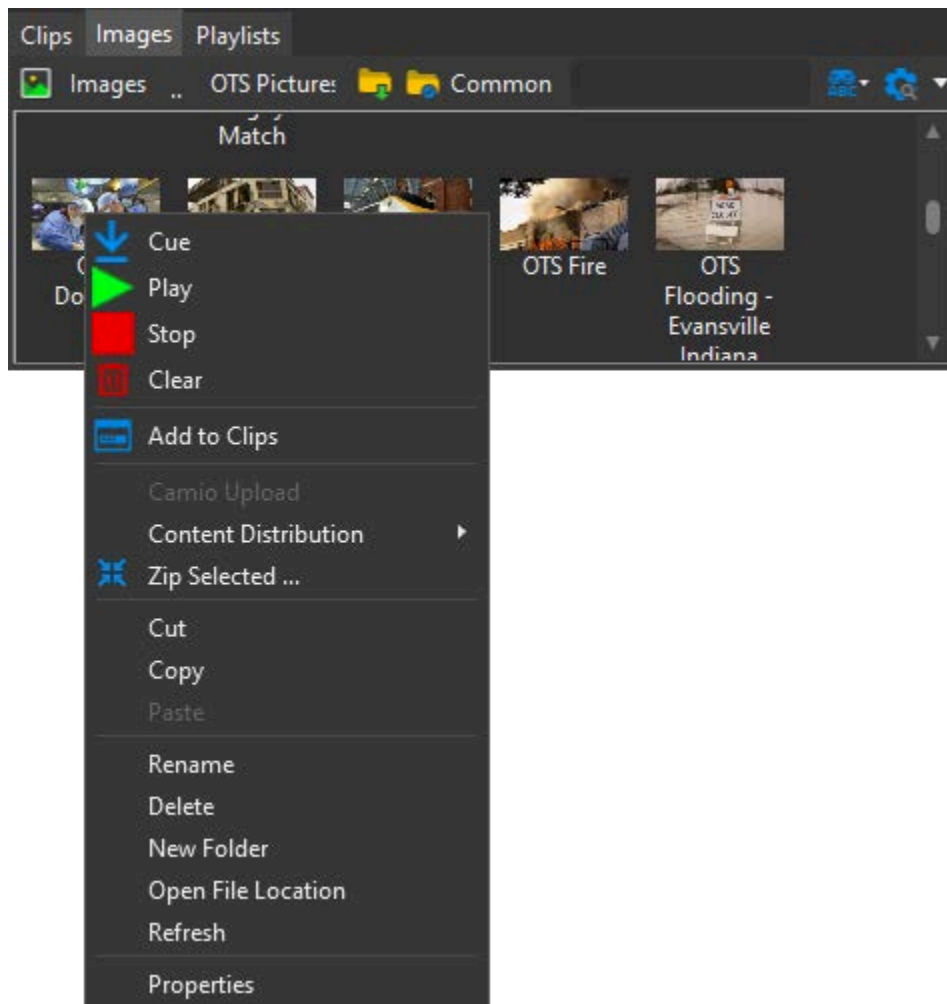 Clips Images Playlists
Images .. OTS Pictures Common
Match
OTS Fire
OTS
Flooding -
Evansville
Indiana
Do
Cue
Play
Stop
Clear
Add to Clips
Camio Upload
Content Distribution
Zip Selected ...
Cut
Copy
Paste
Rename
Delete
New Folder
Open File Location
Refresh
Properties